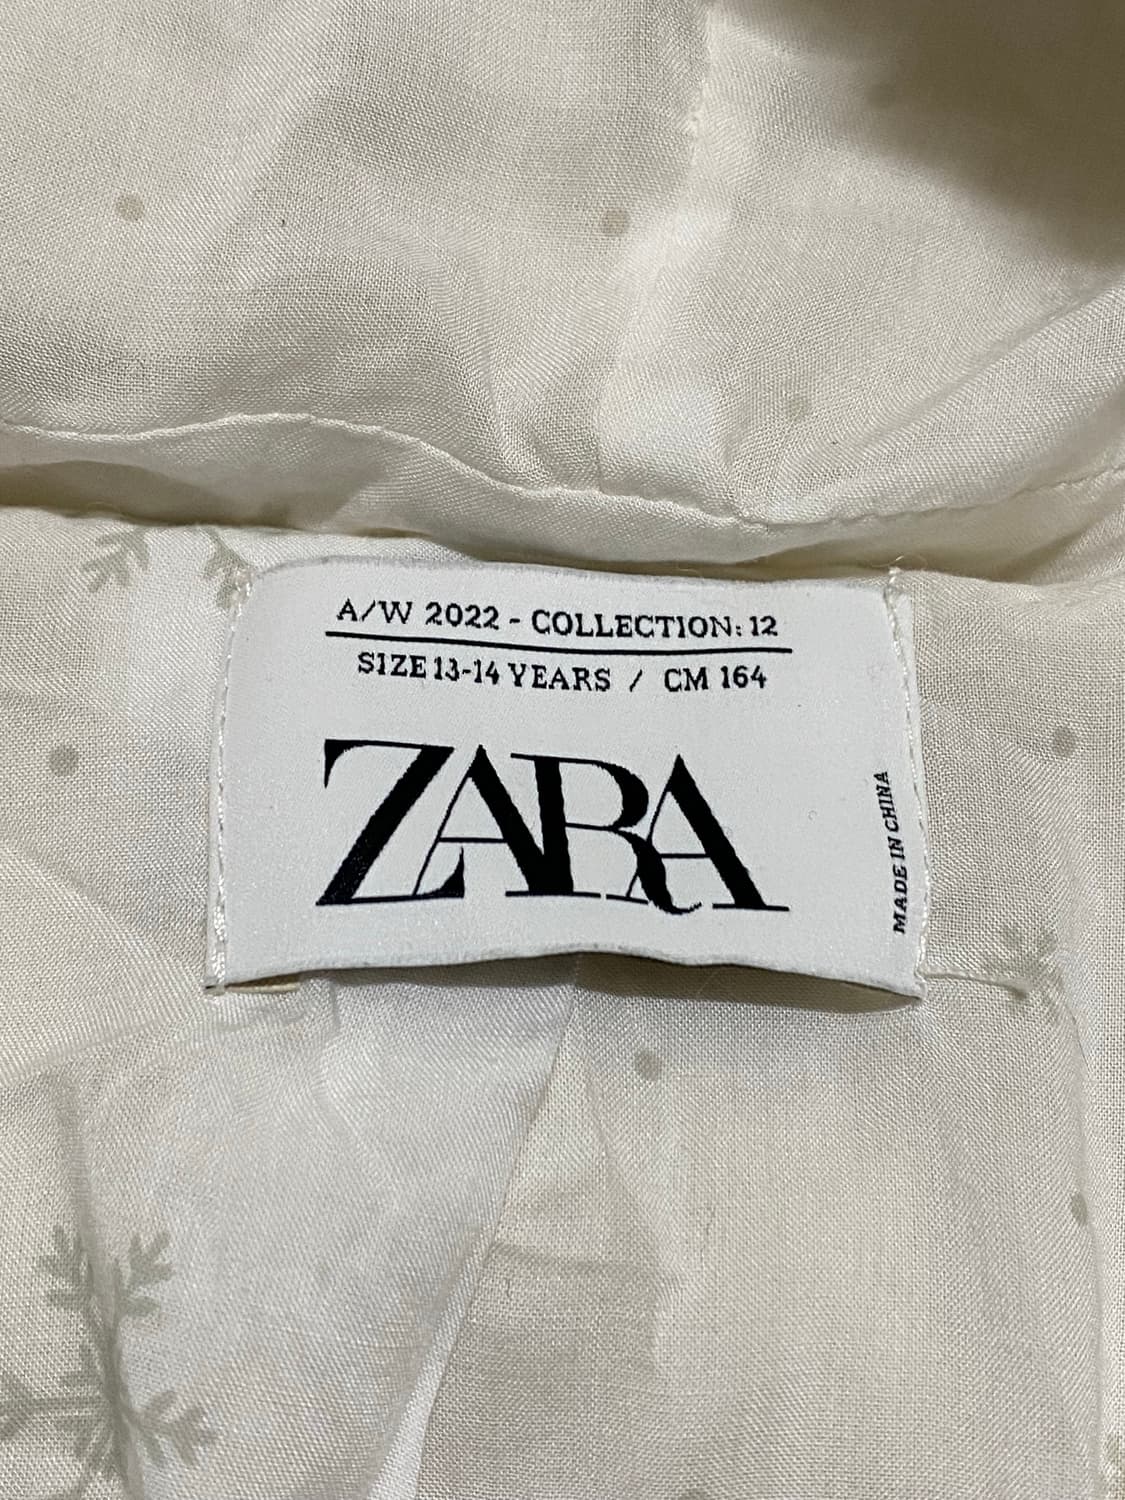 A/W 2022 - COLLECTION: 12
SIZE 13-14 YEARS / CM 164
ZARA
MADE IN CHINA